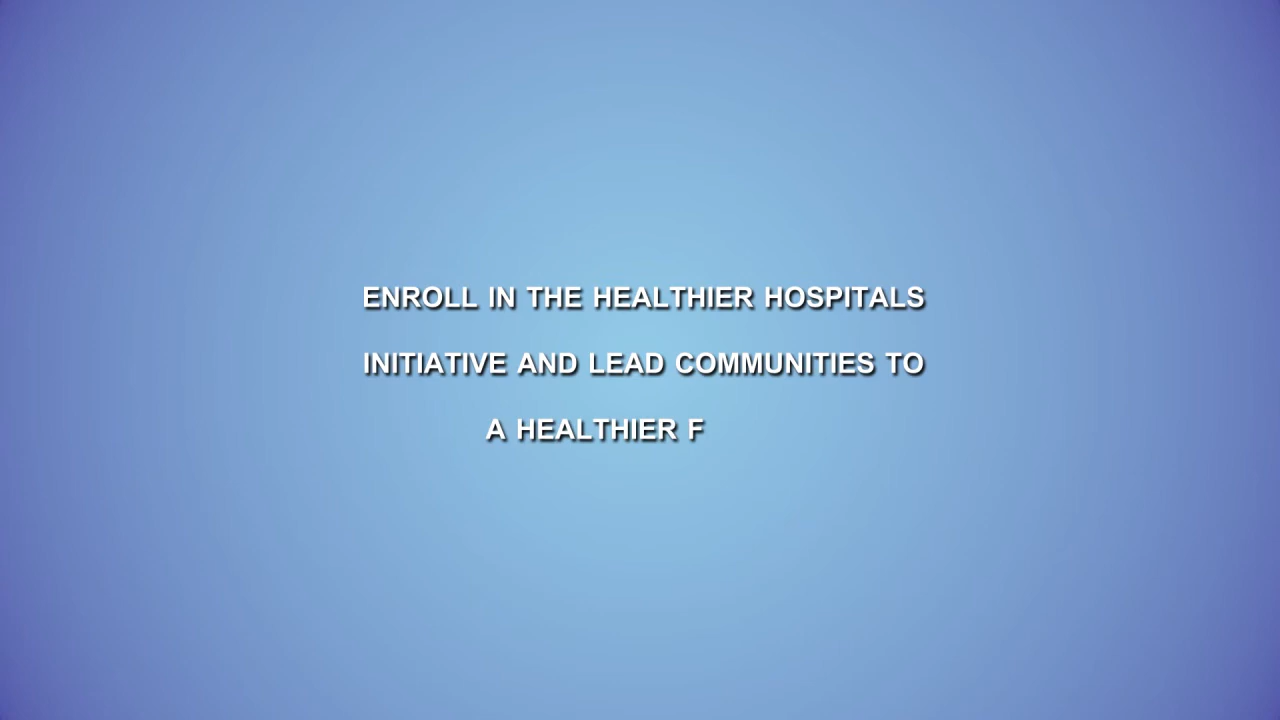 ENROLL IN THE HEALTHIER HOSPITALS
INITIATIVE AND LEAD COMMUNITIES TO
A HEALTHIER F